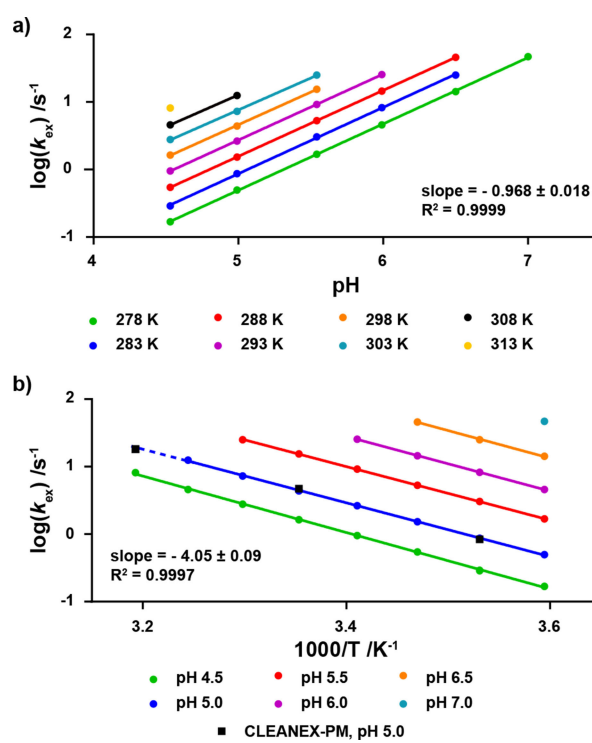 a)
2
1
0
-1
log(kex) /s-1
slope = - 0.968 ± 0.018
R2 = 0.9999
4 5 6 7
pH
278 K 288 K 298 K 308 K
283 K 293 K 303 K 313 K
b)
2
1
0
-1
log(kex) /s-1
slope = - 4.05 ± 0.09
R2 = 0.9997
3.2 3.4 3.6
1000/T /K-1
pH 4.5 pH 5.5 pH 6.5
pH 5.0 pH 6.0 pH 7.0
CLEANEX-PM, pH 5.0